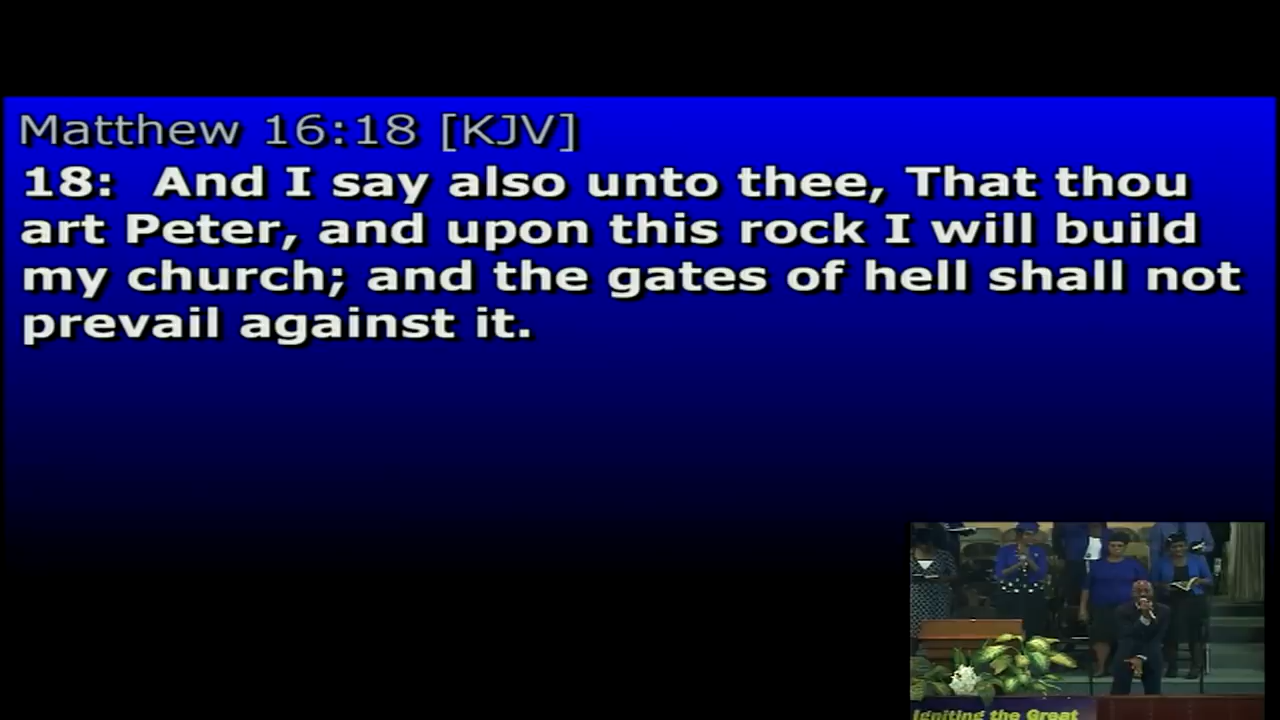 Matthew 16:18 [KJV]
18: And I say also unto thee, That thou
art Peter, and upon this rock I will build
my church; and the gates of hell shall not
prevail against it.
Igniting the Great